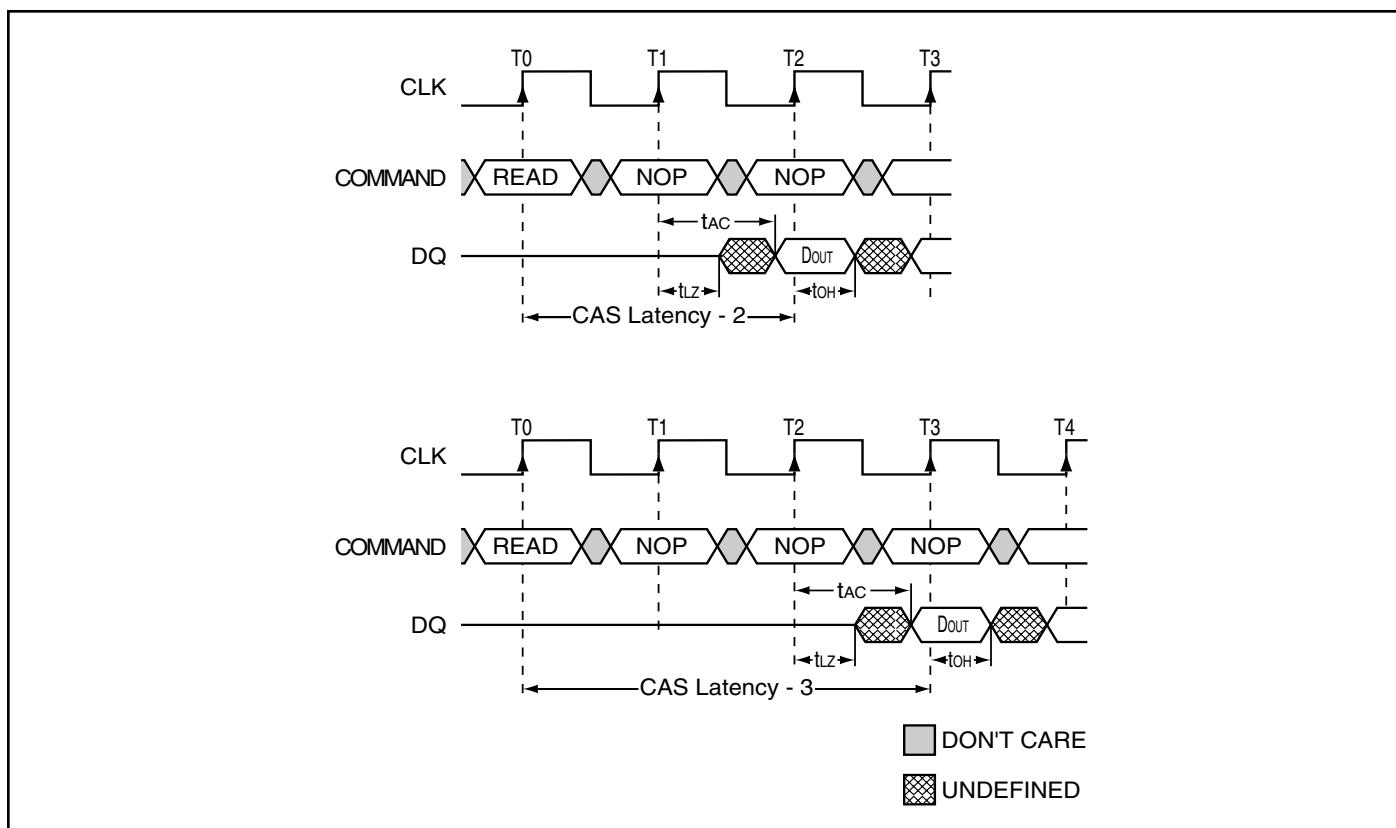 T0 T1 T2 T3
CLK
COMMAND READ NOP NOP
tAC
DQ DOUT
tLZ tOH
CAS Latency - 2
T0 T1 T2 T3 T4
CLK
COMMAND READ NOP NOP NOP
tAC
DQ DOUT
tLZ tOH
CAS Latency - 3
DON'T CARE
UNDEFINED